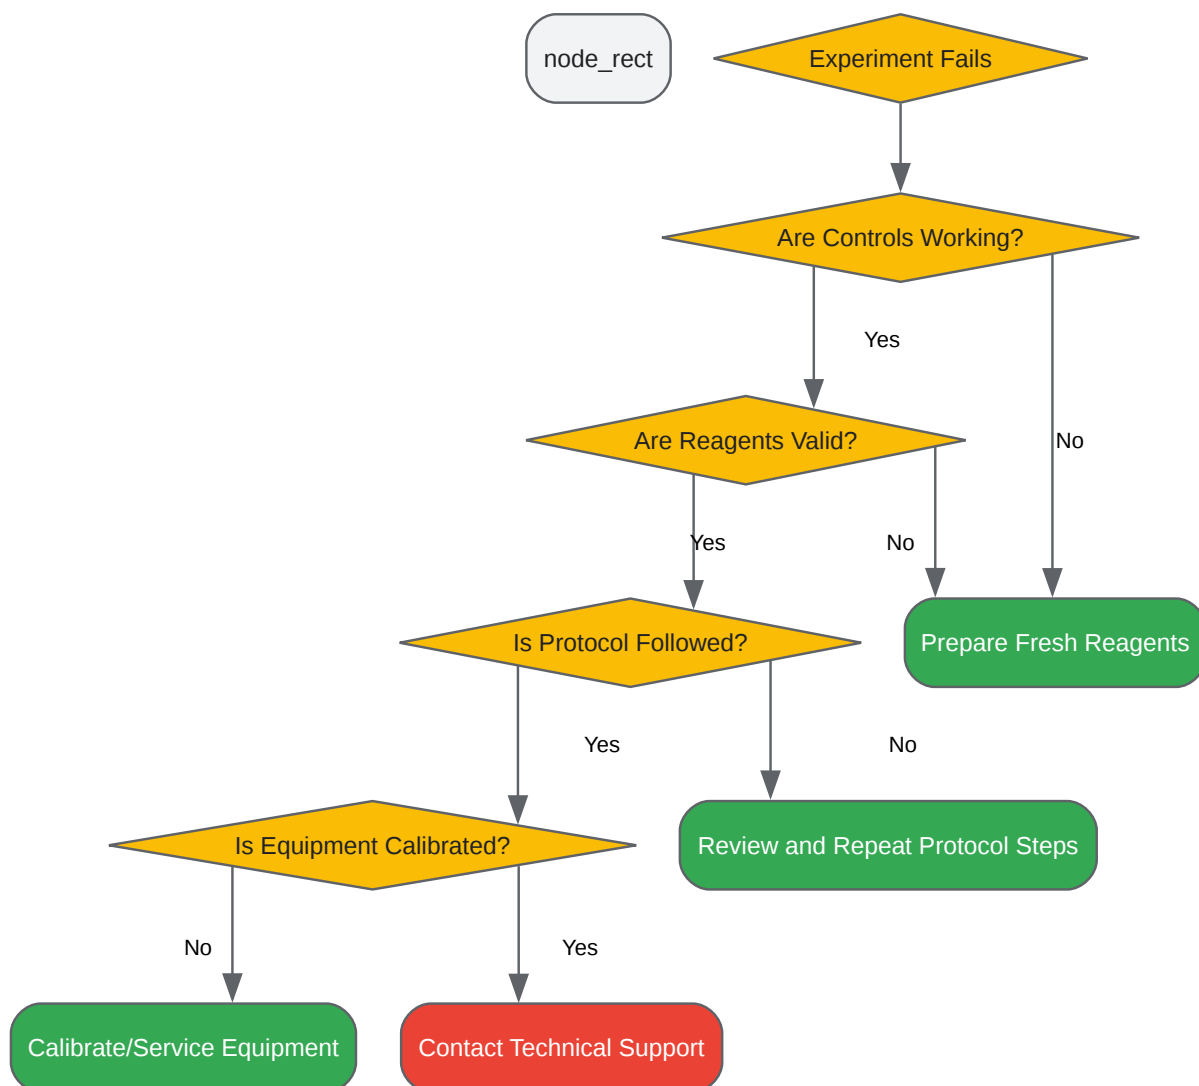 node_rect
Experiment Fails
Are Controls Working?
Yes
Are Reagents Valid?
No
Yes
No
Is Protocol Followed?
Prepare Fresh Reagents
Yes
No
Is Equipment Calibrated?
Review and Repeat Protocol Steps
No
Yes
Calibrate/Service Equipment
Contact Technical Support